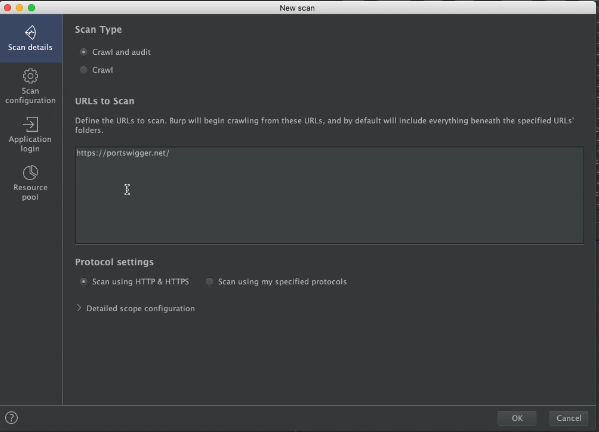 New scan
Scan details
Scan
configuration
Application
login
Resource
pool
Scan Type
Crawl and audit
Crawl
URLs to Scan
Define the URLs to scan. Burp will begin crawling from these URLs, and by default will include everything beneath the specified URLs'
folders.
https://portswigger.net/
Protocol settings
Scan using HTTP & HTTPS
Scan using my specified protocols
Detailed scope configuration
?
OK
Cancel